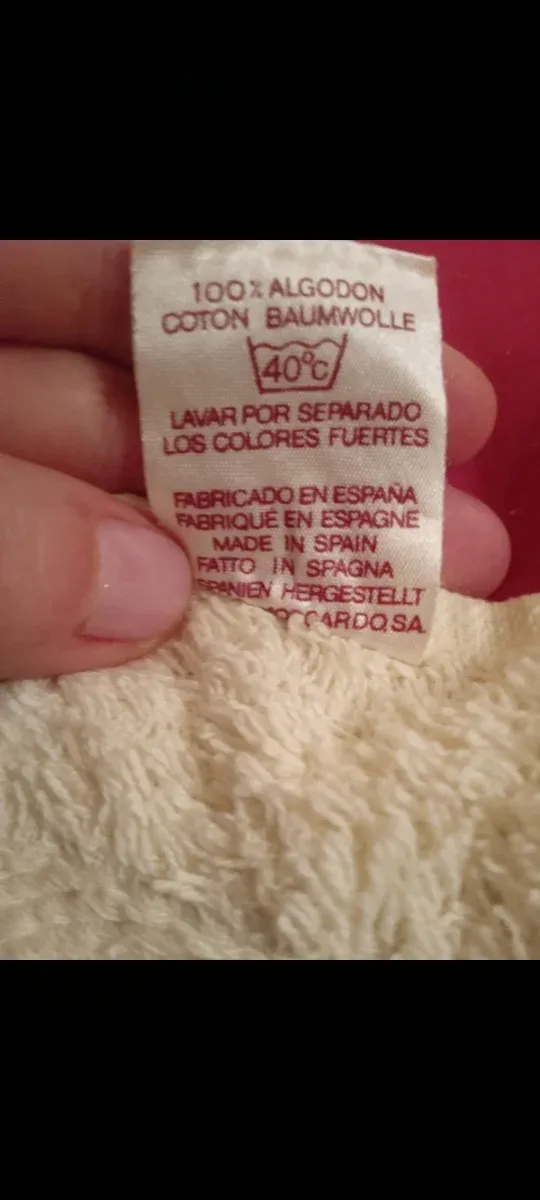 100% ALGODON
COTON BAUMWOLLE
40°C
LAVAR POR SEPARADO
LOS COLORES FUERTES
FABRICADO EN ESPAÑA
FABRIQUÉ EN ESPAGNE
MADE IN SPAIN
FATTO IN SPAGNA
SPANIEN HERGESTELLT
S.A.